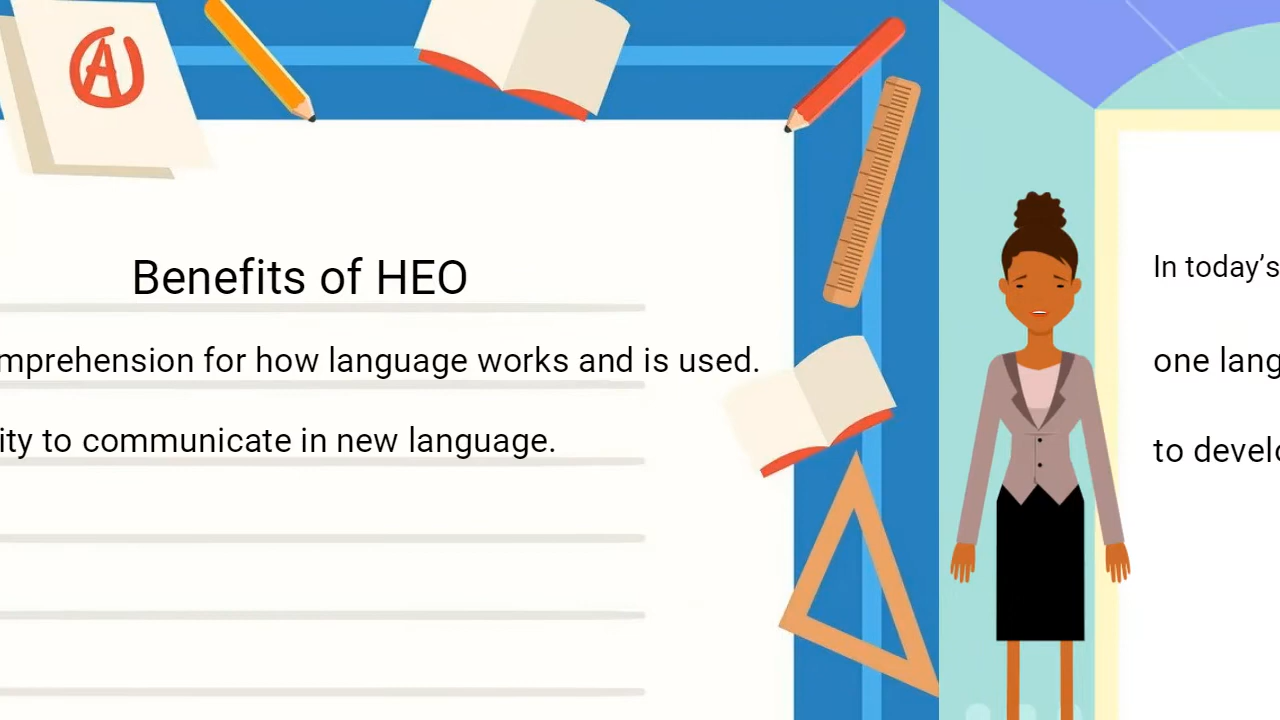 A
Benefits of HEO
mprehension for how language works and is used.
ity to communicate in new language.
In today’s
one lang
to develo